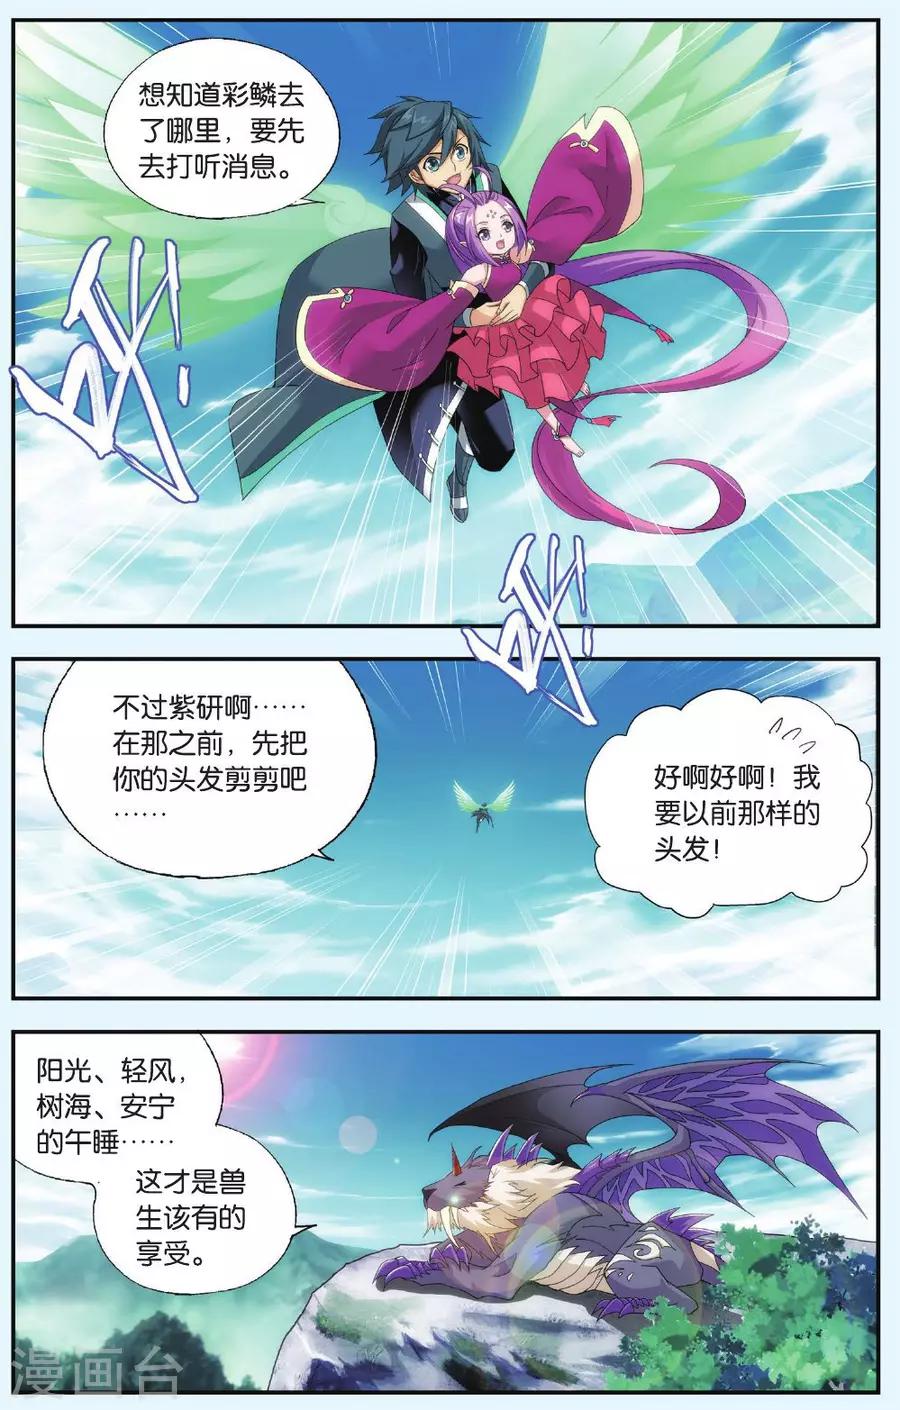 想知道彩鳞去
了哪里，要先
去打听消息。
不过紫研啊……
在那之前，先把
你的头发剪剪吧
……
好啊好啊！我
要以前那样的
头发！
阳光、轻风，
树海、安宁
的午睡……
这才是兽
生该有的
享受。
漫画台